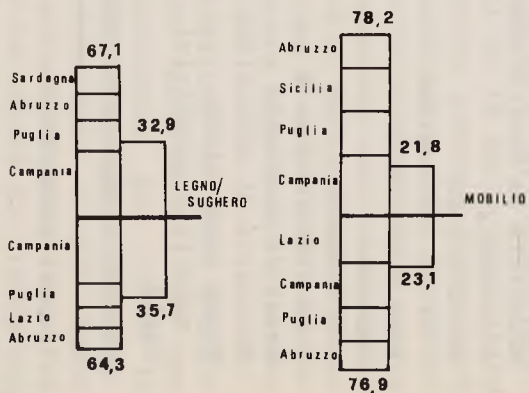 67,1
Sardegna
Abruzzo
Puglia
32,9
Campania
LEGNO/
SUGHERO
Campania
Puglia
35,7
Lazio
Abruzzo
64,3
78,2
Abruzzo
Sicilia
Puglia
21,8
Campania
MOBILIO
Lazio
23,1
Campania
Puglia
Abruzzo
76,9